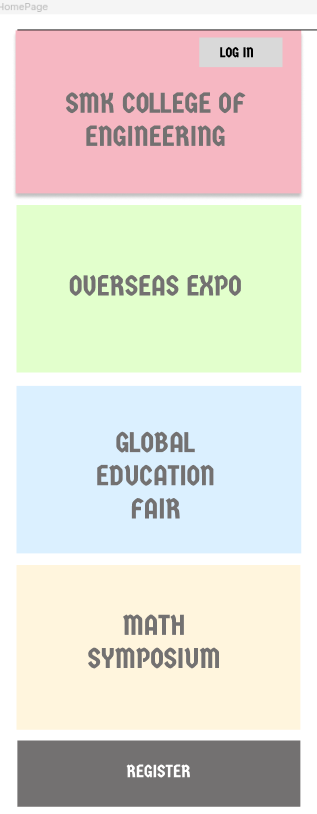 HomePage
LOG IN
SMK COLLEGE OF
ENGINEERING
OVERSEAS EXPO
GLOBAL
EDUCATION
FAIR
MATH
SYMPOSIUM
REGISTER